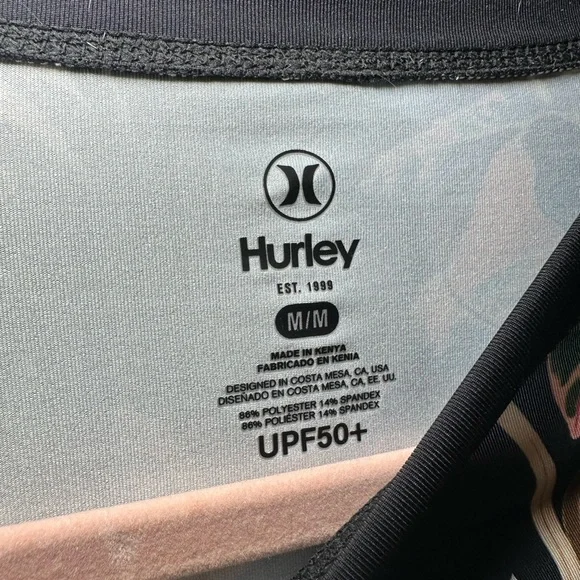 Hurley
EST. 1999
M/M
MADE IN KENYA
FABRICADO EN KENIA
DESIGNED IN COSTA MESA, CA, USA
DISEÑADO EN COSTA MESA, CA, EE. UU.
86% POLYESTER 14% SPANDEX
86% POLIÉSTER 14% SPANDEX
UPF50+